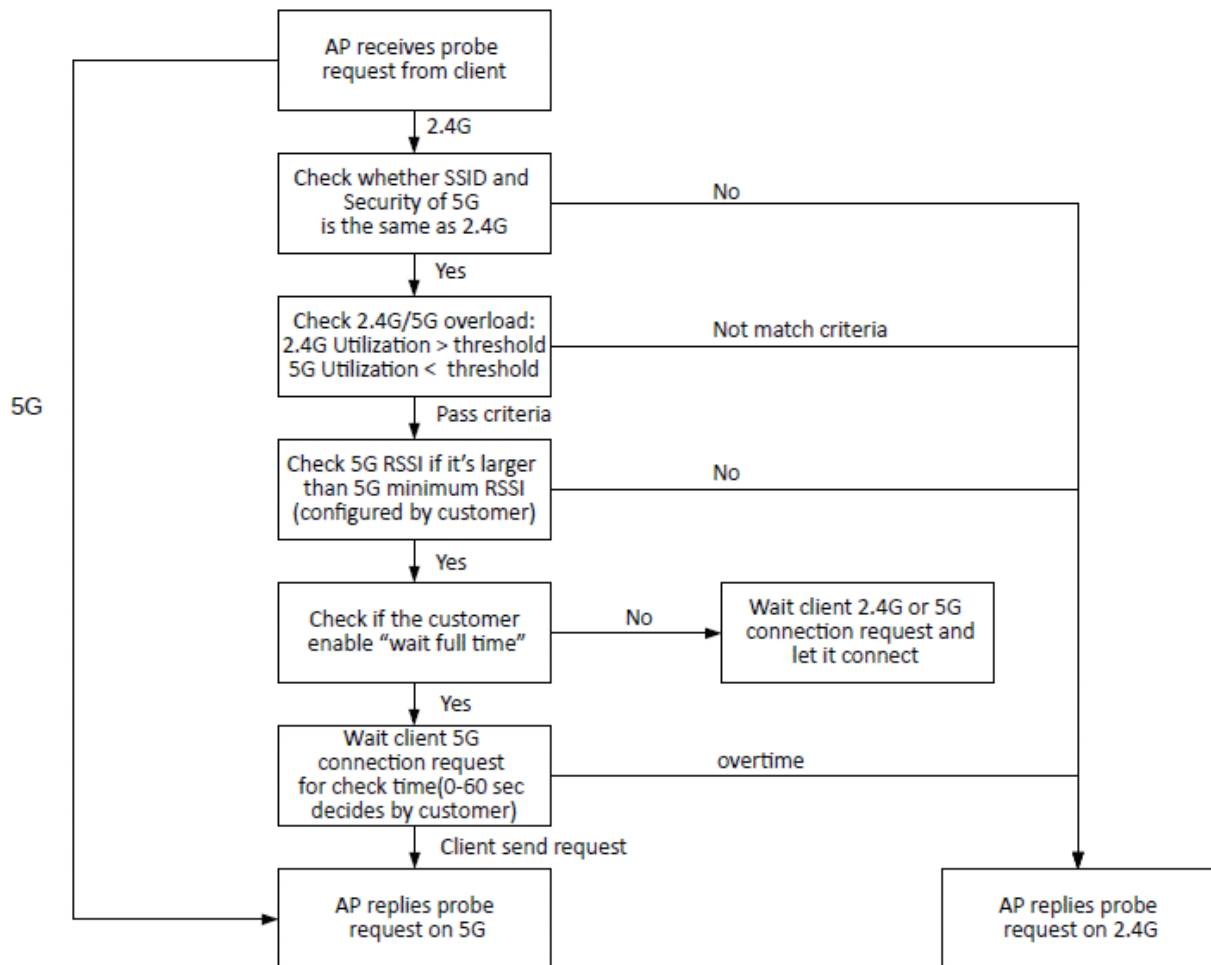 AP receives probe
request from client
2.4G
Check whether SSID and
Security of 5G
is the same as 2.4G
No
Yes
Check 2.4G/5G overload:
2.4G Utilization > threshold
5G Utilization < threshold
Not match criteria
5G
Pass criteria
Check 5G RSSI if it’s larger
than 5G minimum RSSI
(configured by customer)
No
Yes
Check if the customer
enable “wait full time”
No
Wait client 2.4G or 5G
connection request and
let it connect
Yes
Wait client 5G
connection request
for check time(0-60 sec
decides by customer)
overtime
Client send request
AP replies probe
request on 5G
AP replies probe
request on 2.4G